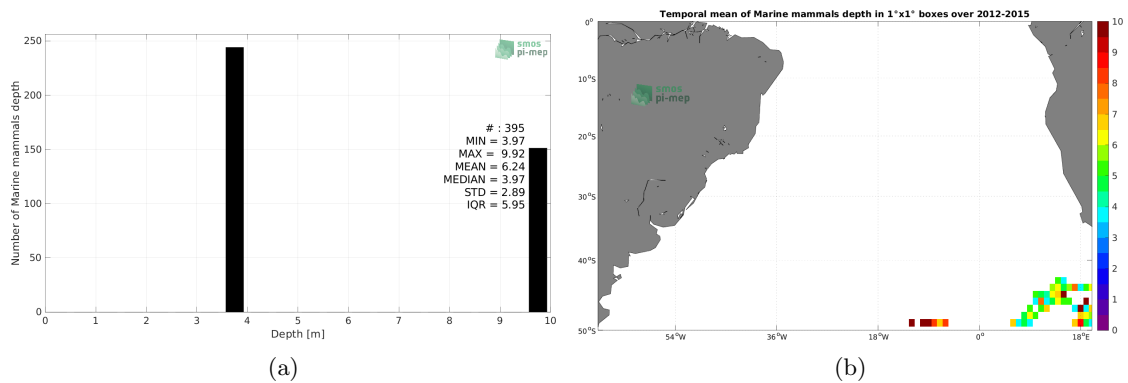 250
200
150
100
50
0
Number of Marine mammals depth
smos
pi-mep
# : 395
MIN = 3.97
MAX = 9.92
MEAN = 6.24
MEDIAN = 3.97
STD = 2.89
IQR = 5.95
0 1 2 3 4 5 6 7 8 9 10
Depth [m]
(a)
Temporal mean of Marine mammals depth in 1°x1° boxes over 2012-2015
0°
10°S
20°S
30°S
40°S
50°S
smos
pi-mep
54°W 36°W 18°W 0° 18°E
10
9
8
7
6
5
4
3
2
1
0
(b)